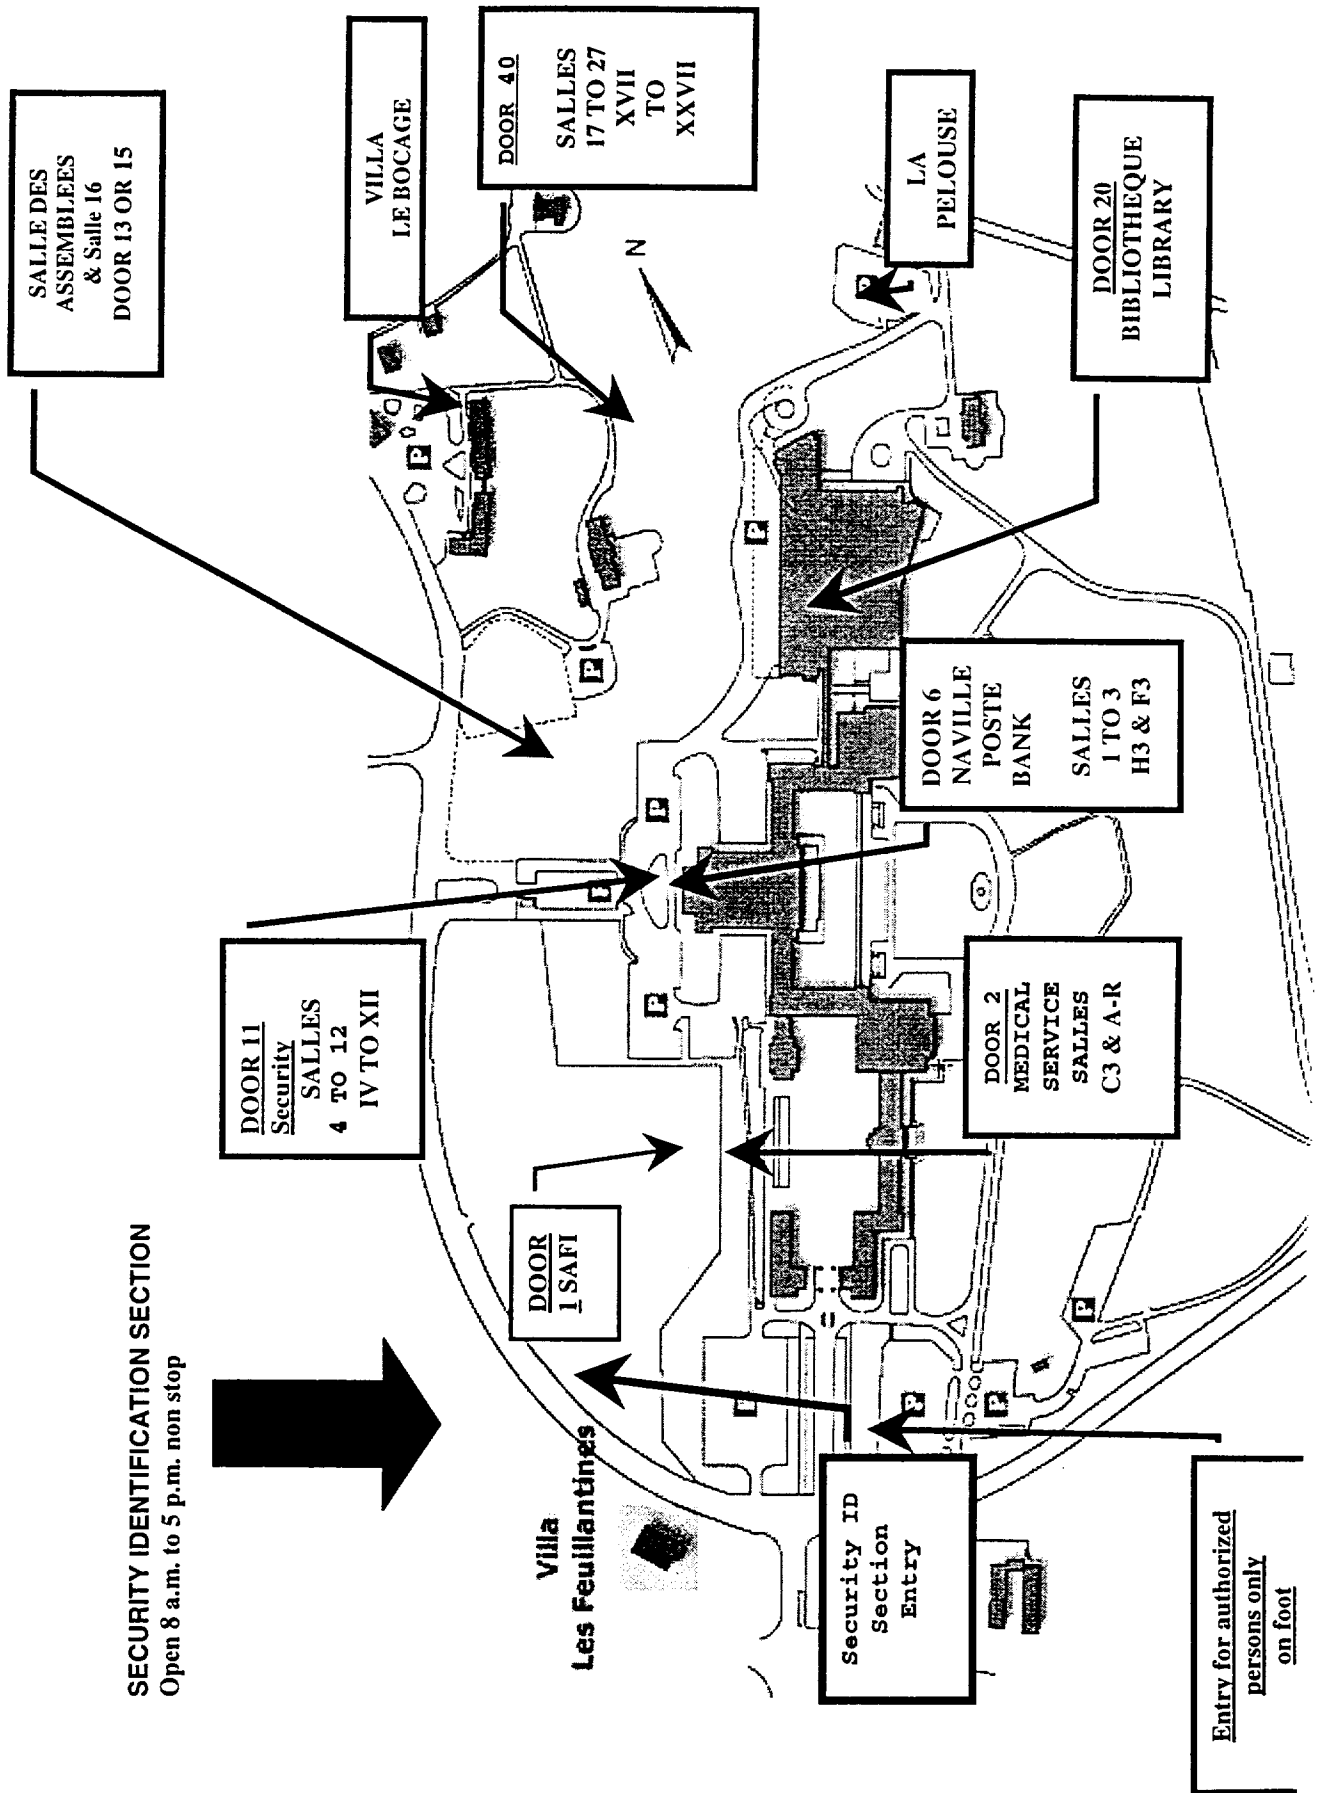 SECURITY IDENTIFICATION SECTION
Open 8 a.m. to 5 p.m. non stop
SALLE DES
ASSEMBLEES
& Salle 16
DOOR 13 OR 15
DOOR 11
Security
SALLES
4 TO 12
IV TO XII
VILLA
LE BOCAGE
DOOR 40
SALLES
17 TO 27
XVII
TO
XXVII
DOOR
1 SAFI
Villa
Les Feuillantines
N
LA
PELOUSE
DOOR 20
BIBLIOTHEQUE
LIBRARY
DOOR 6
NAVILLE
POSTE
BANK
SALLES
1 TO 3
H3 & F3
DOOR 2
MEDICAL
SERVICE
SALLES
C3 & A-R
Security ID
Section
Entry
Entry for authorized
persons only
on foot
P
P
P
P
P
P
P
P
P
P
P
P